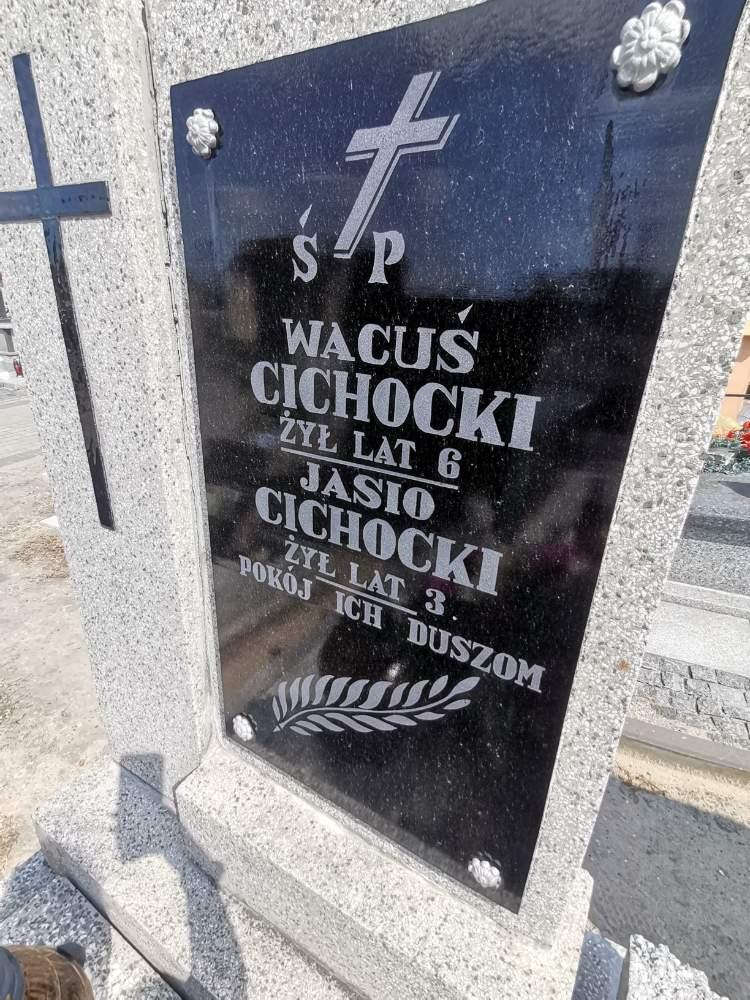 Ś P
WACUŚ
CICHOCKI
ŻYŁ LAT 6
JASIO
CICHOCKI
ŻYŁ LAT 3.
POKÓJ ICH DUSZOM